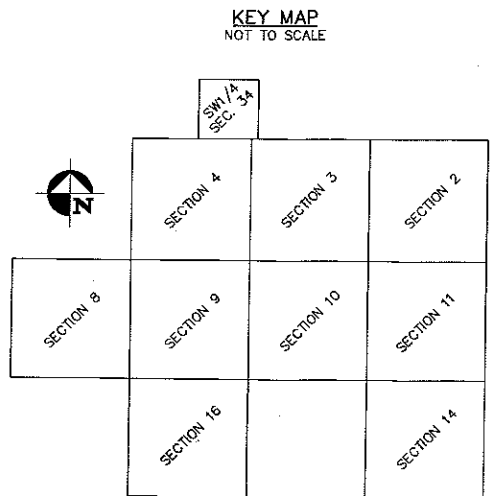 KEY MAP
NOT TO SCALE
SW1/4
SEC. 34
SECTION 4
SECTION 3
SECTION 2
N
SECTION 8
SECTION 9
SECTION 10
SECTION 11
SECTION 16
SECTION 14